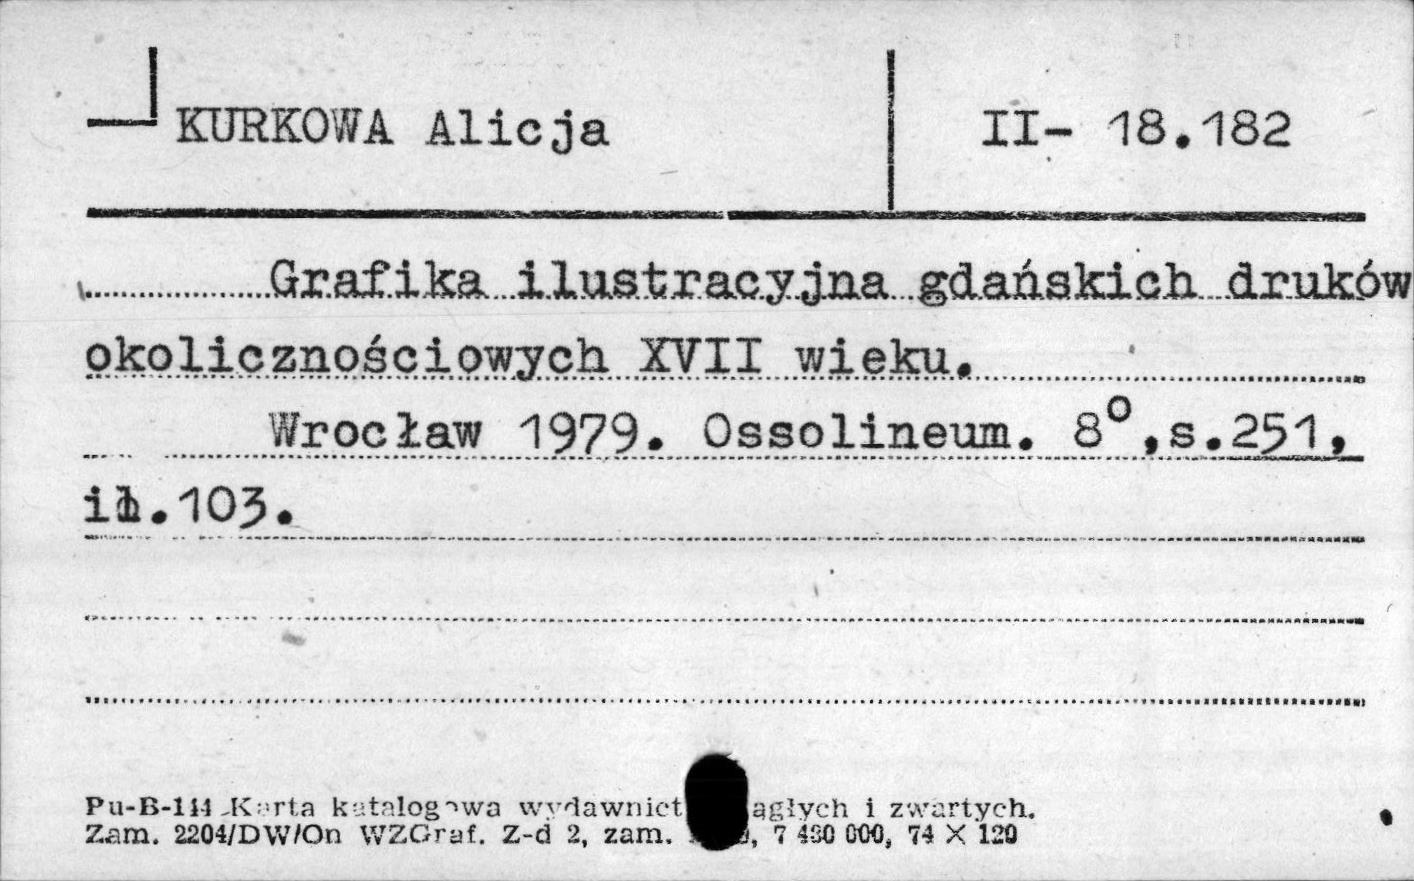 KURKOWA Alicja II- 18.182
Grafika ilustracyjna gdańskich druków
okolicznościowych XVII wieku.
Wrocław 1979. Ossolineum. 8°,s.251,
il.103.
Pu-B-144 Karta katalogowa wydawnict ągłych i zwartych.
Zam. 2204/DW/On WZGraf. Z-d 2, zam. , 7 430 000, 74 X 120